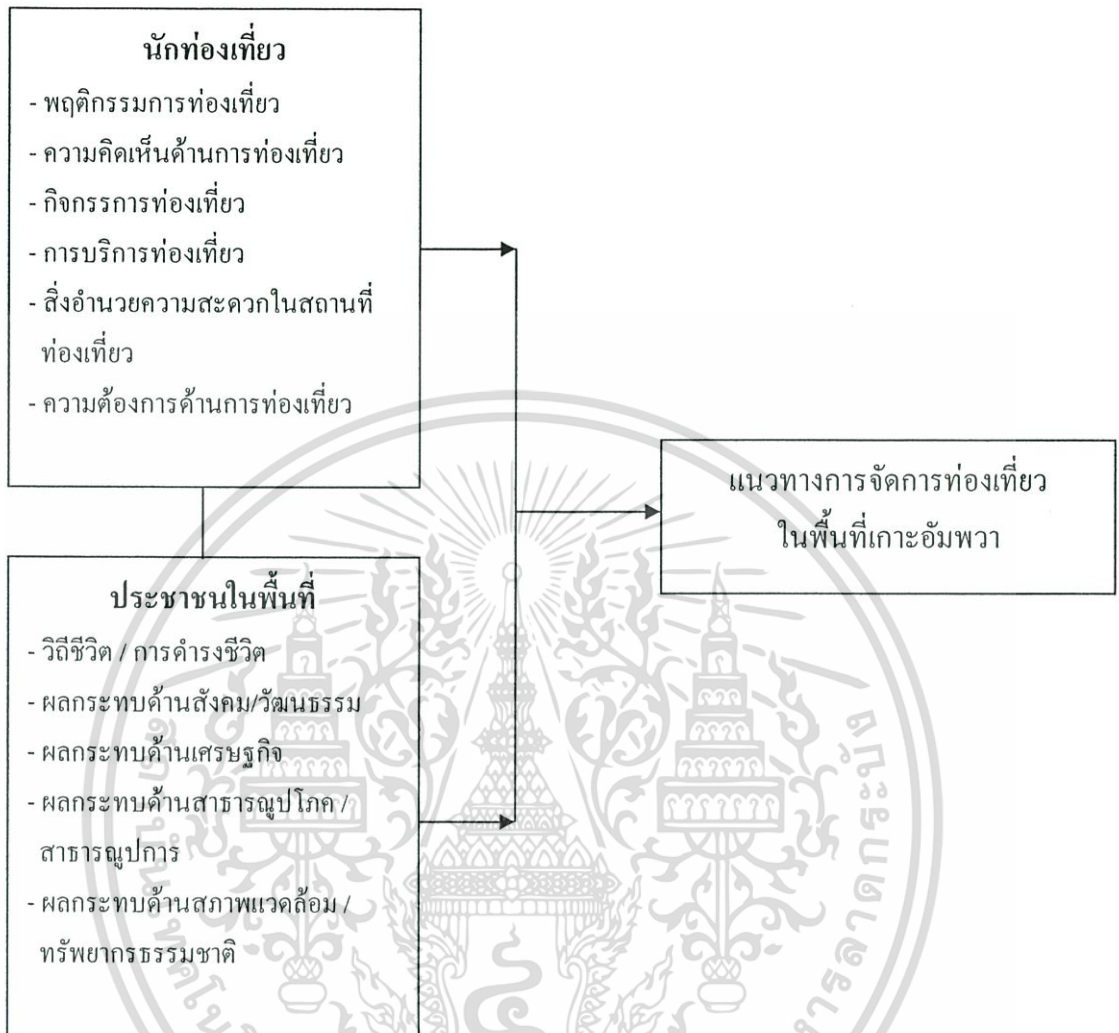 นักท่องเที่ยว
- พฤติกรรมการท่องเที่ยว
- ความคิดเห็นด้านการท่องเที่ยว
- กิจกรรการท่องเที่ยว
- การบริการท่องเที่ยว
- สิ่งอำนวยความสะดวกในสถานที่
ท่องเที่ยว
- ความต้องการด้านการท่องเที่ยว
แนวทางการจัดการท่องเที่ยว
ในพื้นที่เกาะอัมพวา
ประชาชนในพื้นที่
- วิถีชีวิต / การดำรงชีวิต
- ผลกระทบด้านสังคม/วัฒนธรรม
- ผลกระทบด้านเศรษฐกิจ
- ผลกระทบด้านสาธารณูปโภค /
สาธารณูปการ
- ผลกระทบด้านสภาพแวดล้อม /
ทรัพยากรธรรมชาติ